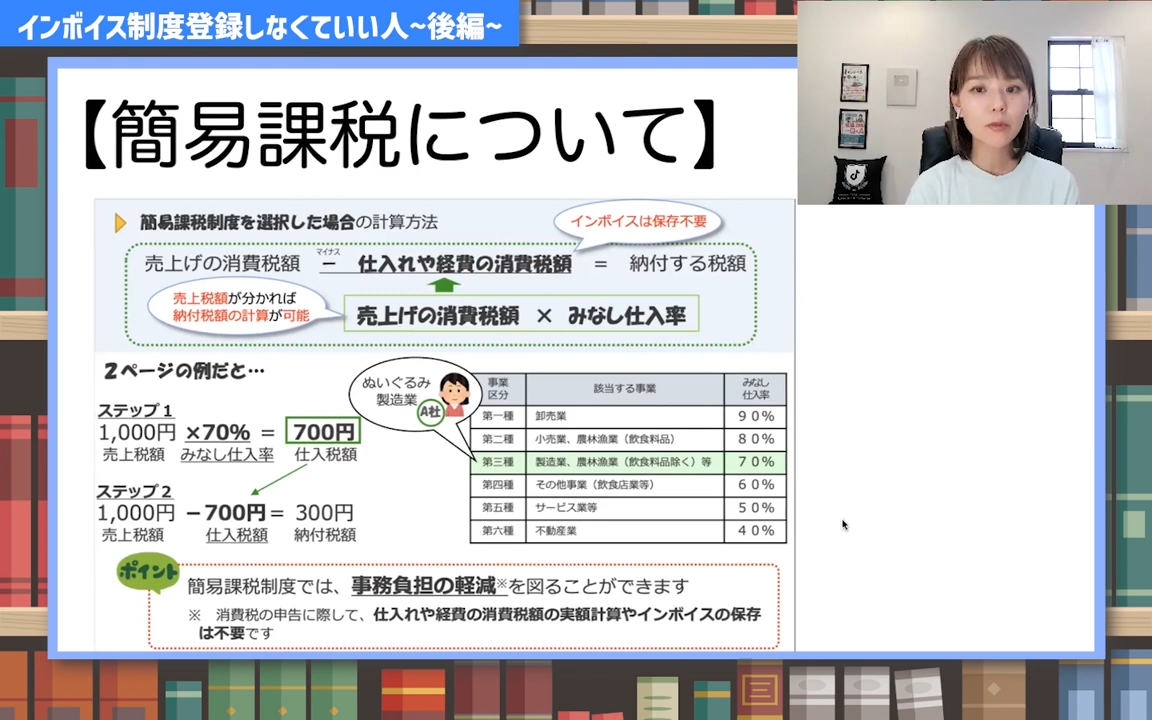 インボイス制度登録しなくていい人~後編~
【簡易課税について】
簡易課税制度を選択した場合の計算方法
インボイスは保存不要
売上げの消費税額 マイナス − 仕入れや経費の消費税額 = 納付する税額
売上税額が分かれば
納付税額の計算が可能
売上げの消費税額 × みなし仕入率
2ページの例だと…
ぬいぐるみ
製造業
A社
ステップ1
1,000円 ×70% = 700円
売上税額 みなし仕入率 仕入税額
ステップ2
1,000円 −700円 = 300円
売上税額 仕入税額 納付税額
事業区分 該当する事業 みなし仕入率
第一種 卸売業 90%
第二種 小売業、農林漁業(飲食料品) 80%
第三種 製造業、農林漁業(飲食料品除く)等 70%
第四種 その他事業(飲食店業等) 60%
第五種 サービス業等 50%
第六種 不動産業 40%
ポイント
簡易課税制度では、事務負担の軽減※を図ることができます
※ 消費税の申告に際して、仕入れや経費の消費税額の実額計算やインボイスの保存
は不要です